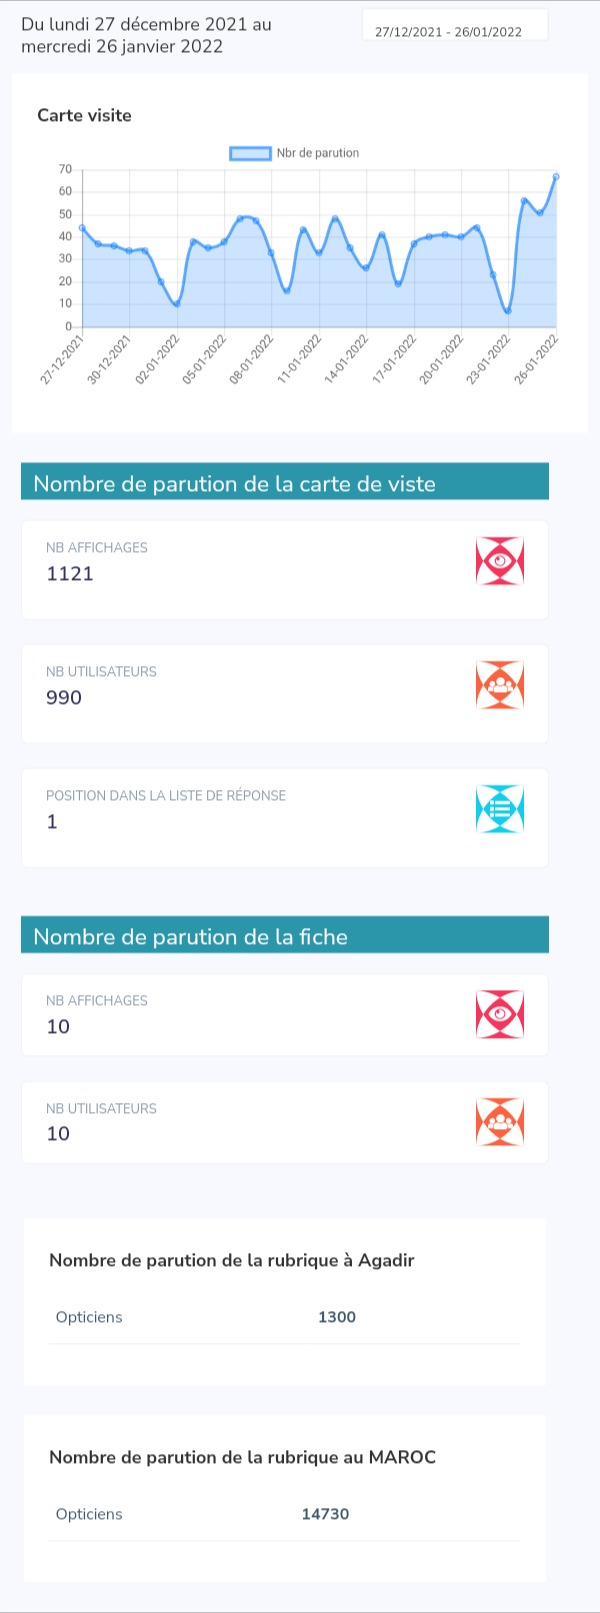 Du lundi 27 décembre 2021 au
mercredi 26 janvier 2022
27/12/2021 - 26/01/2022
Carte visite
Nbr de parution
70
60
50
40
30
20
10
0
27-12-2021
30-12-2021
02-01-2022
05-01-2022
08-01-2022
11-01-2022
14-01-2022
17-01-2022
20-01-2022
23-01-2022
26-01-2022
Nombre de parution de la carte de viste
NB AFFICHAGES
1121
NB UTILISATEURS
990
POSITION DANS LA LISTE DE RÉPONSE
1
Nombre de parution de la fiche
NB AFFICHAGES
10
NB UTILISATEURS
10
Nombre de parution de la rubrique à Agadir
Opticiens 1300
Nombre de parution de la rubrique au MAROC
Opticiens 14730